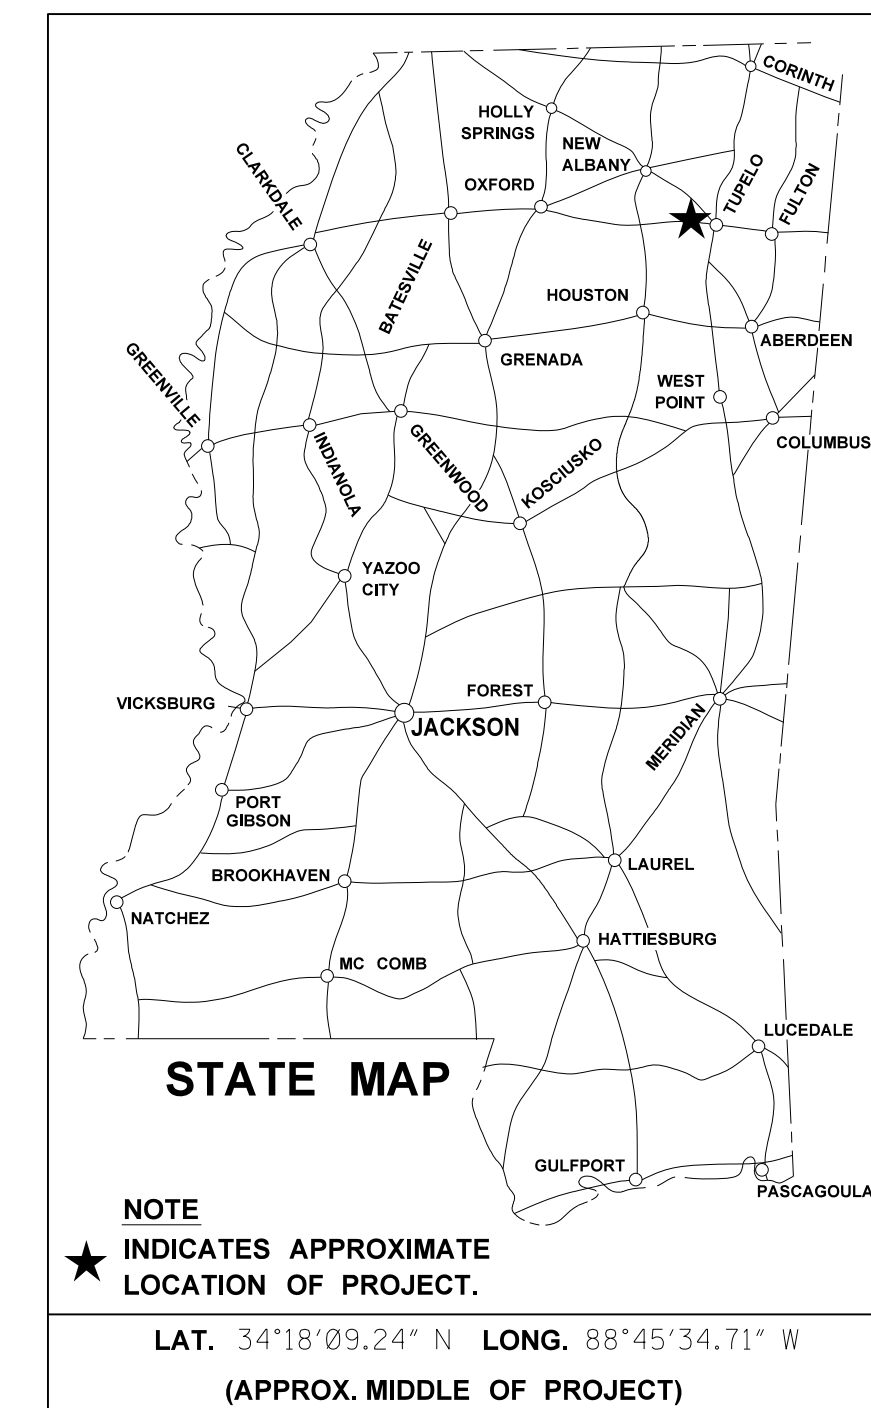 CORINTH
HOLLY
SPRINGS
NEW
ALBANY
CLARKDALE
OXFORD
TUPELO
FULTON
BATESVILLE
HOUSTON
ABERDEEN
GREENVILLE
GRENADA
WEST
POINT
COLUMBUS
INDIANOLA
GREENWOOD
KOSCIUSKO
YAZOO
CITY
VICKSBURG
FOREST
JACKSON
MERIDIAN
PORT
GIBSON
BROOKHAVEN
LAUREL
NATCHEZ
HATTIESBURG
MC COMB
LUCEDALE
STATE MAP
GULFPORT
PASCAGOULA
NOTE
INDICATES APPROXIMATE
LOCATION OF PROJECT.
LAT. 34°18'09.24" N LONG. 88°45'34.71" W
(APPROX. MIDDLE OF PROJECT)